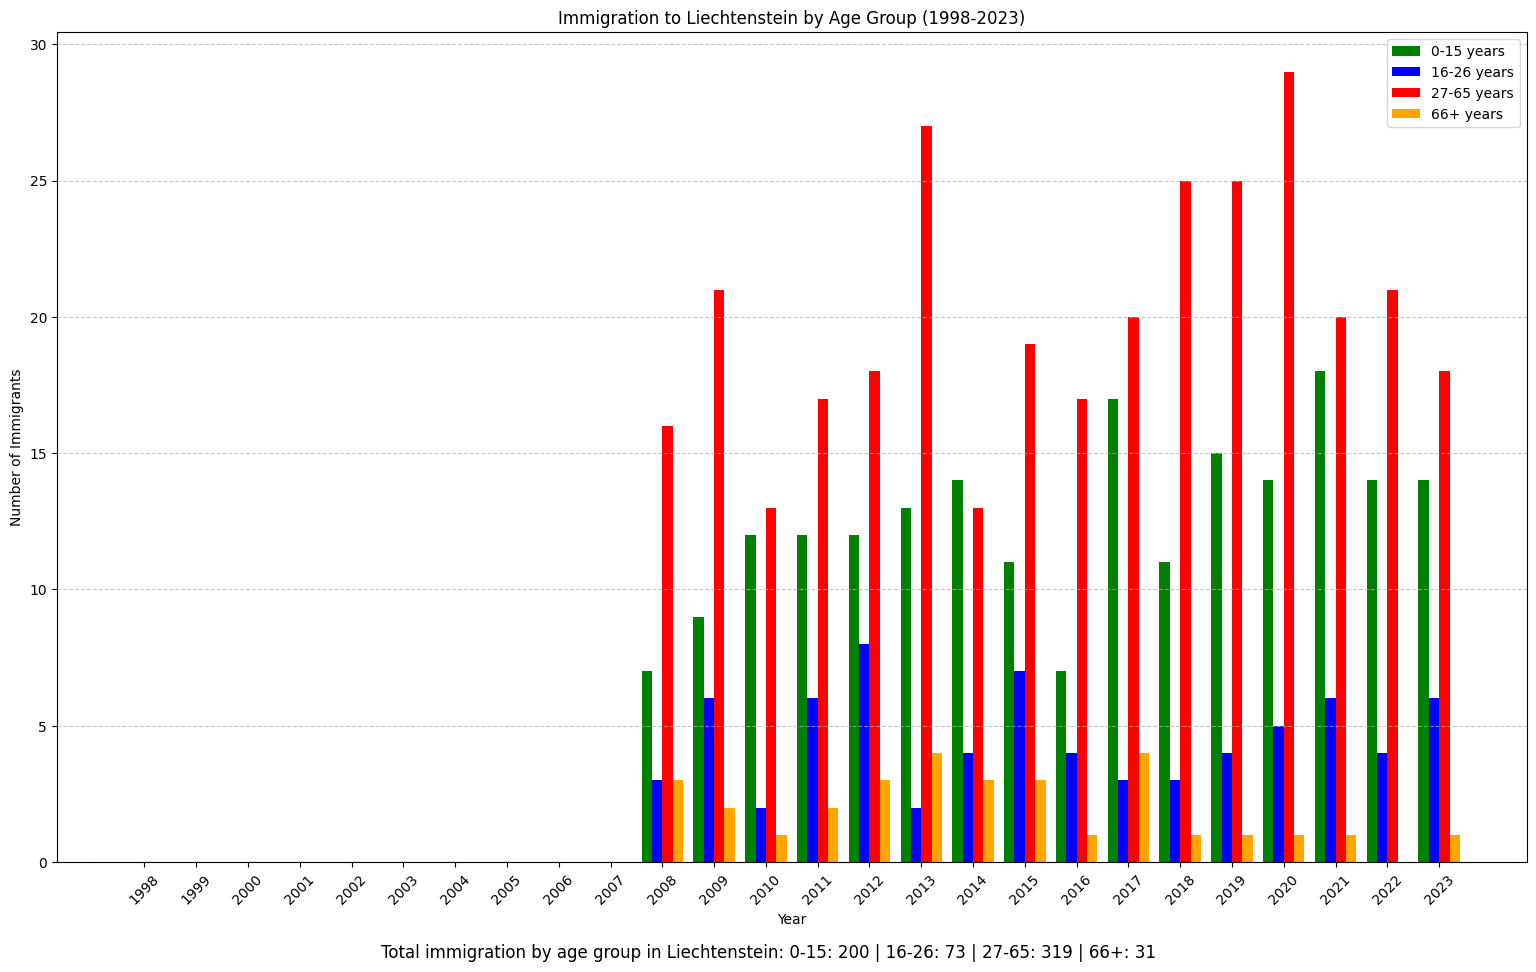 Immigration to Liechtenstein by Age Group (1998-2023)
0-15 years
16-26 years
27-65 years
66+ years
Number of Immigrants
30
25
20
15
10
5
0
1998 1999 2000 2001 2002 2003 2004 2005 2006 2007 2008 2009 2010 2011 2012 2013 2014 2015 2016 2017 2018 2019 2020 2021 2022 2023
Year
Total immigration by age group in Liechtenstein: 0-15: 200 | 16-26: 73 | 27-65: 319 | 66+: 31